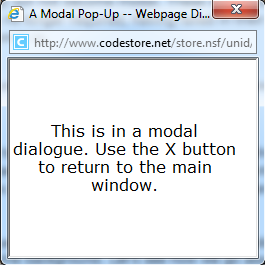 A Modal Pop-Up -- Webpage Di...
http://www.codestore.net/store.nsf/unid/
This is in a modal
dialogue. Use the X button
to return to the main
window.